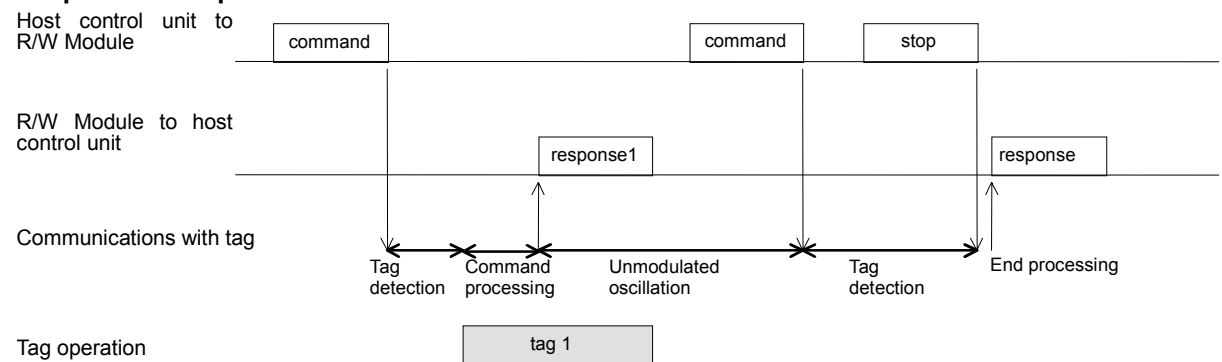 Host control unit to
R/W Module
command
command
stop
R/W Module to host
control unit
response1
response
Communications with tag
Tag
detection
Command
processing
Unmodulated
oscillation
Tag
detection
End processing
Tag operation
tag 1